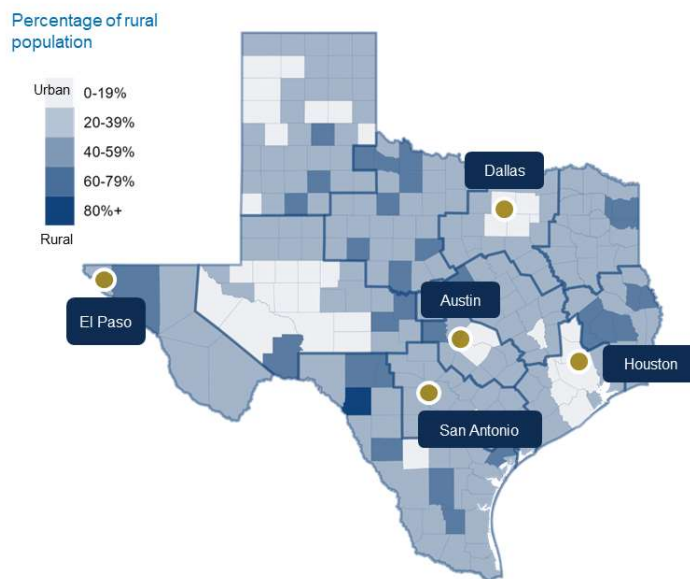 Percentage of rural
population
Urban
0-19%
20-39%
40-59%
60-79%
80%+
Rural
Dallas
El Paso
Austin
Houston
San Antonio